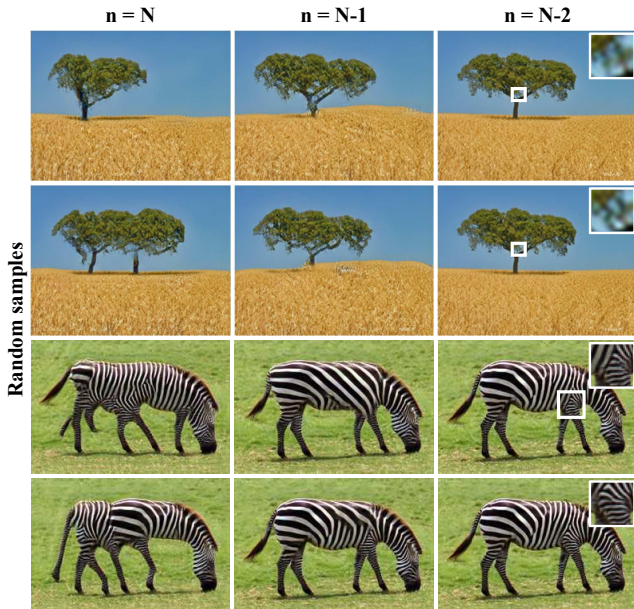 n = N
n = N-1
n = N-2
Random samples